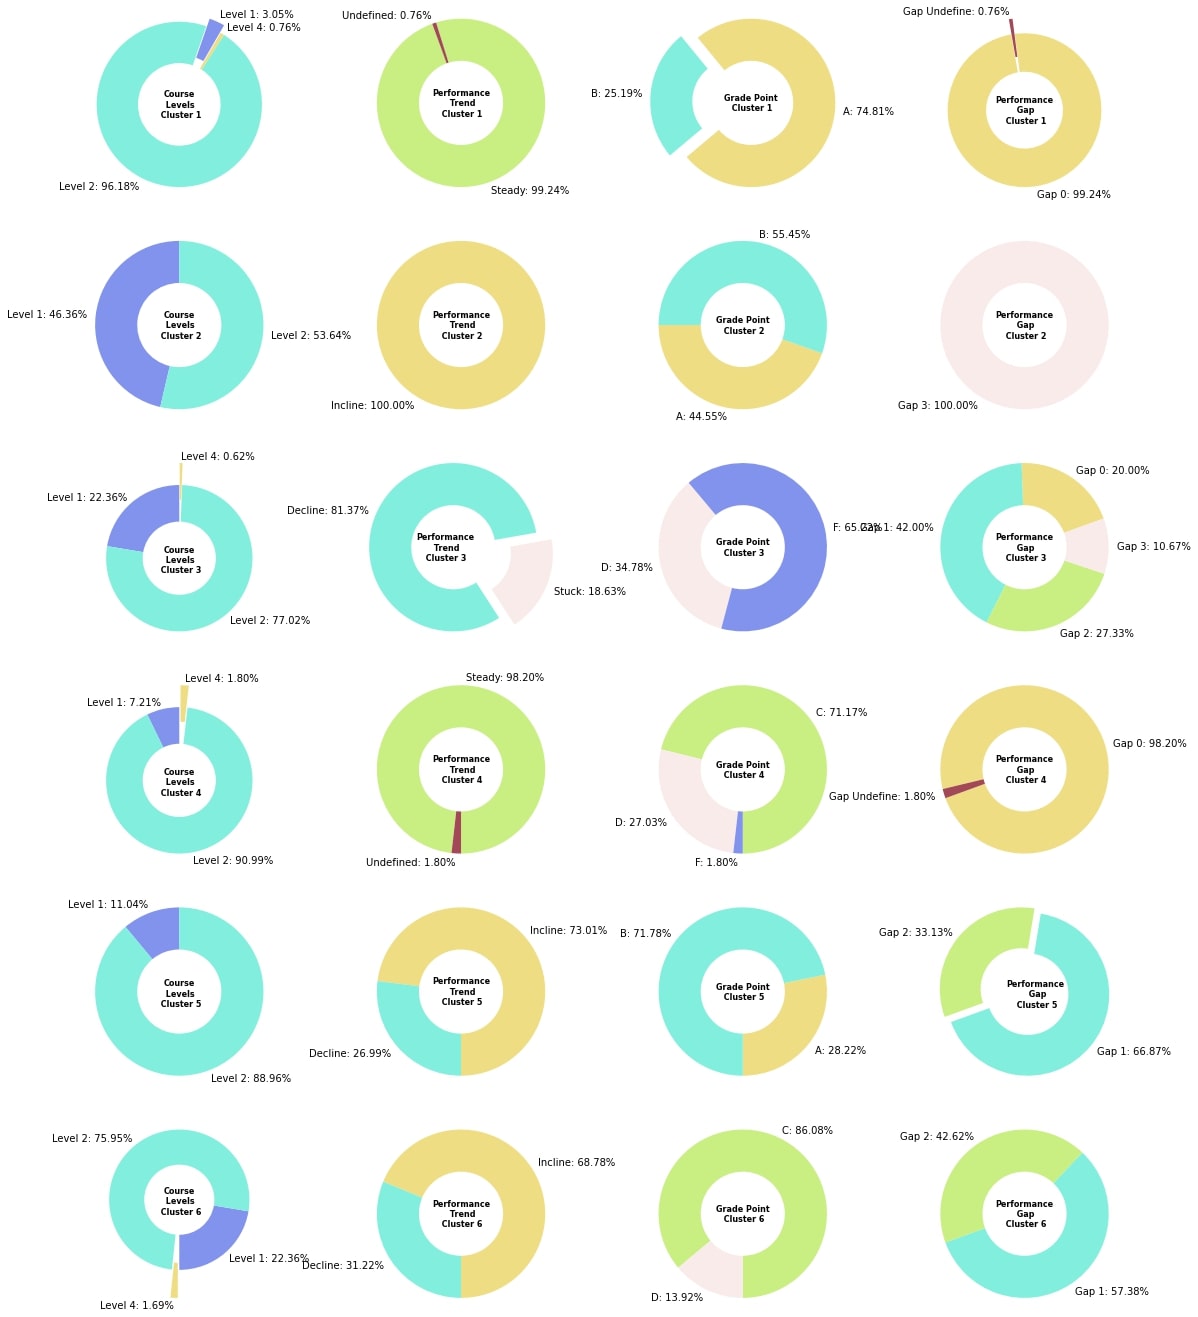 Level 1: 3.05%
Level 4: 0.76%
Course
Levels
Cluster 1
Level 2: 96.18%
Undefined: 0.76%
Performance
Trend
Cluster 1
Steady: 99.24%
B: 25.19%
Grade Point
Cluster 1
A: 74.81%
Gap Undefine: 0.76%
Performance
Gap
Cluster 1
Gap 0: 99.24%
Level 1: 46.36%
Course
Levels
Cluster 2
Level 2: 53.64%
Performance
Trend
Cluster 2
Incline: 100.00%
B: 55.45%
Grade Point
Cluster 2
A: 44.55%
Performance
Gap
Cluster 2
Gap 3: 100.00%
Level 4: 0.62%
Level 1: 22.36%
Course
Levels
Cluster 3
Level 2: 77.02%
Decline: 81.37%
Performance
Trend
Cluster 3
Stuck: 18.63%
Grade Point
Cluster 3
F: 65.22%
D: 34.78%
Gap 1: 42.00%
Gap 0: 20.00%
Performance
Gap
Cluster 3
Gap 3: 10.67%
Gap 2: 27.33%
Level 4: 1.80%
Level 1: 7.21%
Course
Levels
Cluster 4
Level 2: 90.99%
Steady: 98.20%
Performance
Trend
Cluster 4
Undefined: 1.80%
C: 71.17%
Grade Point
Cluster 4
D: 27.03%
F: 1.80%
Gap 0: 98.20%
Performance
Gap
Cluster 4
Gap Undefine: 1.80%
Level 1: 11.04%
Course
Levels
Cluster 5
Level 2: 88.96%
Incline: 73.01%
Performance
Trend
Cluster 5
Decline: 26.99%
B: 71.78%
Grade Point
Cluster 5
A: 28.22%
Gap 2: 33.13%
Performance
Gap
Cluster 5
Gap 1: 66.87%
Level 2: 75.95%
Course
Levels
Cluster 6
Level 1: 22.36%
Level 4: 1.69%
Incline: 68.78%
Performance
Trend
Cluster 6
Decline: 31.22%
C: 86.08%
Grade Point
Cluster 6
D: 13.92%
Gap 2: 42.62%
Performance
Gap
Cluster 6
Gap 1: 57.38%